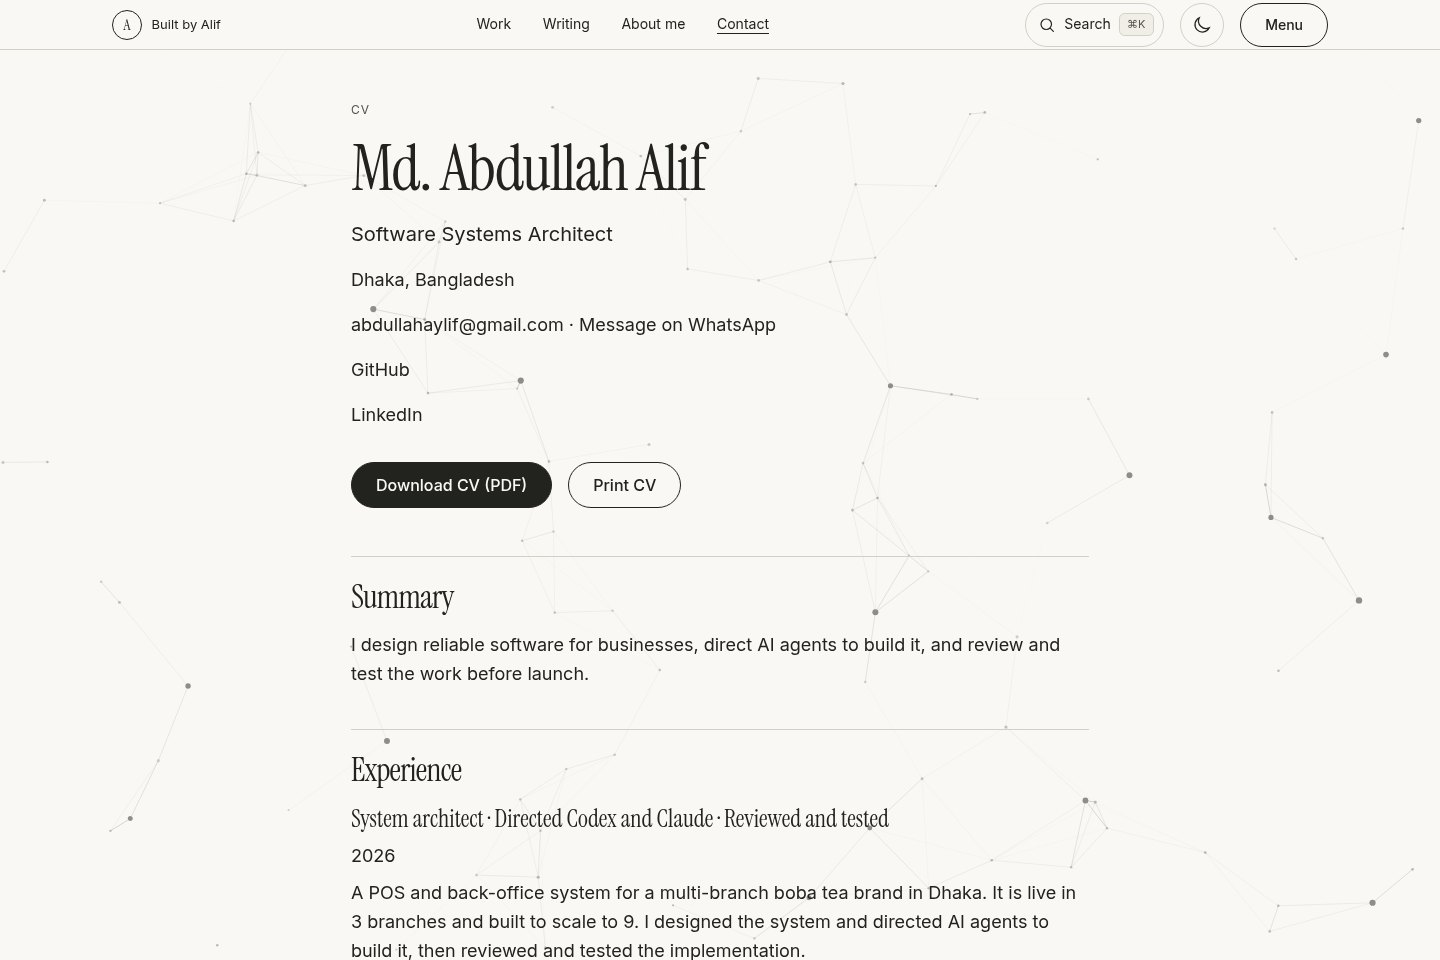 A Built by Alif Work Writing About me Contact Search ⌘K Menu
CV
Md. Abdullah Alif
Software Systems Architect
Dhaka, Bangladesh
abdullahaylif@gmail.com · Message on WhatsApp
GitHub
LinkedIn
Download CV (PDF) Print CV
Summary
I design reliable software for businesses, direct AI agents to build it, and review and
test the work before launch.
Experience
System architect · Directed Codex and Claude · Reviewed and tested
2026
A POS and back-office system for a multi-branch boba tea brand in Dhaka. It is live in
3 branches and built to scale to 9. I designed the system and directed AI agents to
build it, then reviewed and tested the implementation.